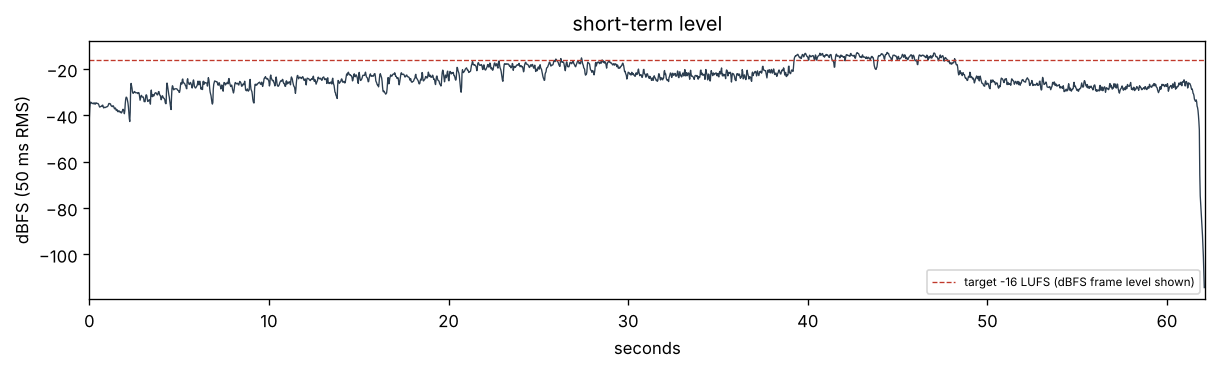 short-term level
dBFS (50 ms RMS)
−20
−40
−60
−80
−100
target -16 LUFS (dBFS frame level shown)
0 10 20 30 40 50 60
seconds